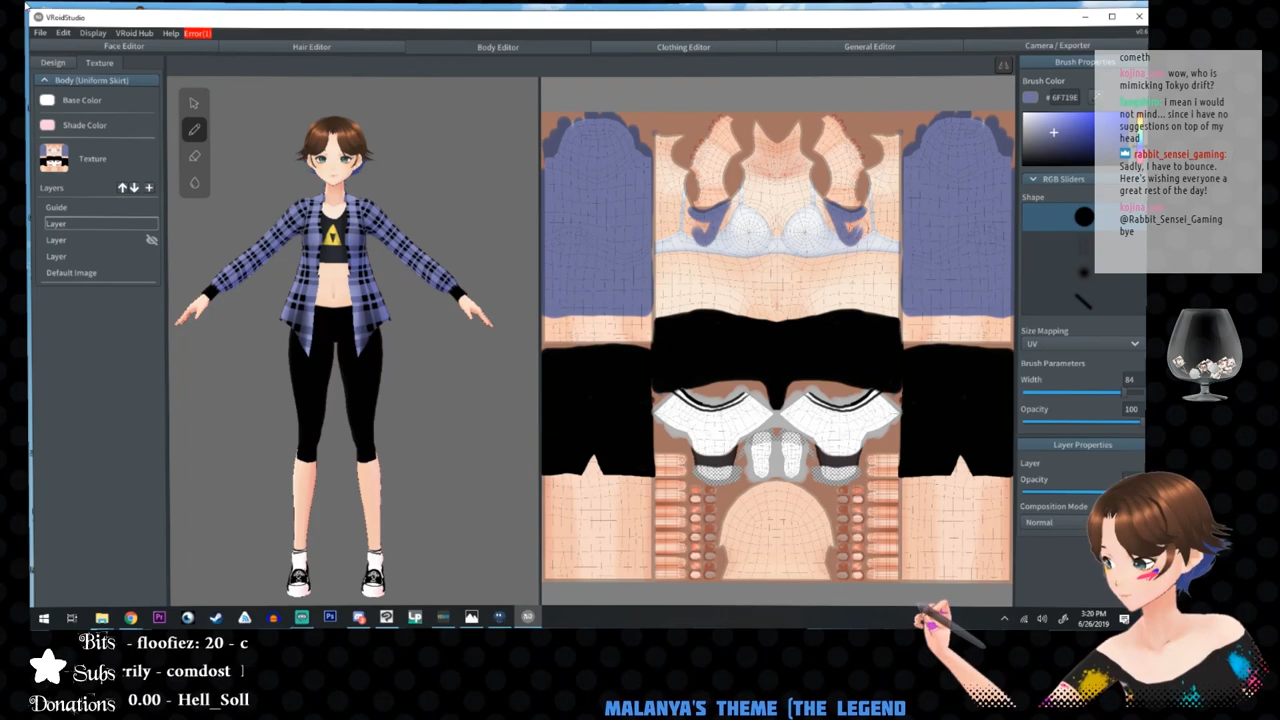 VRoidStudio
File Edit Display VRoid Hub Help Error(1)
v0.6
Face Editor Hair Editor Body Editor Clothing Editor General Editor Camera / Exporter
Design Texture
Body (Uniform Skirt)
Base Color
Shade Color
Texture
Layers
Guide
Layer
Layer
Layer
Default Image
Brush Properties
Brush Color
# 6F719E
RGB Sliders
Shape
Size Mapping
UV
Brush Parameters
Width 84
Opacity 100
Layer Properties
Layer
Opacity
Composition Mode
Normal
cometh
wow, who is
mimicking Tokyo drift?
i mean i would
not mind... since i have no
suggestions on top of my
head
rabbit_sensei_gaming:
Sadly, I have to bounce.
Here's wishing everyone a
great rest of the day!
@Rabbit_Sensei_Gaming
bye
3:20 PM
6/26/2019
Bits - floofiez: 20 - c
Subs rily - comdost
Donations 0.00 - Hell_Soll
MALANYA'S THEME (THE LEGEND